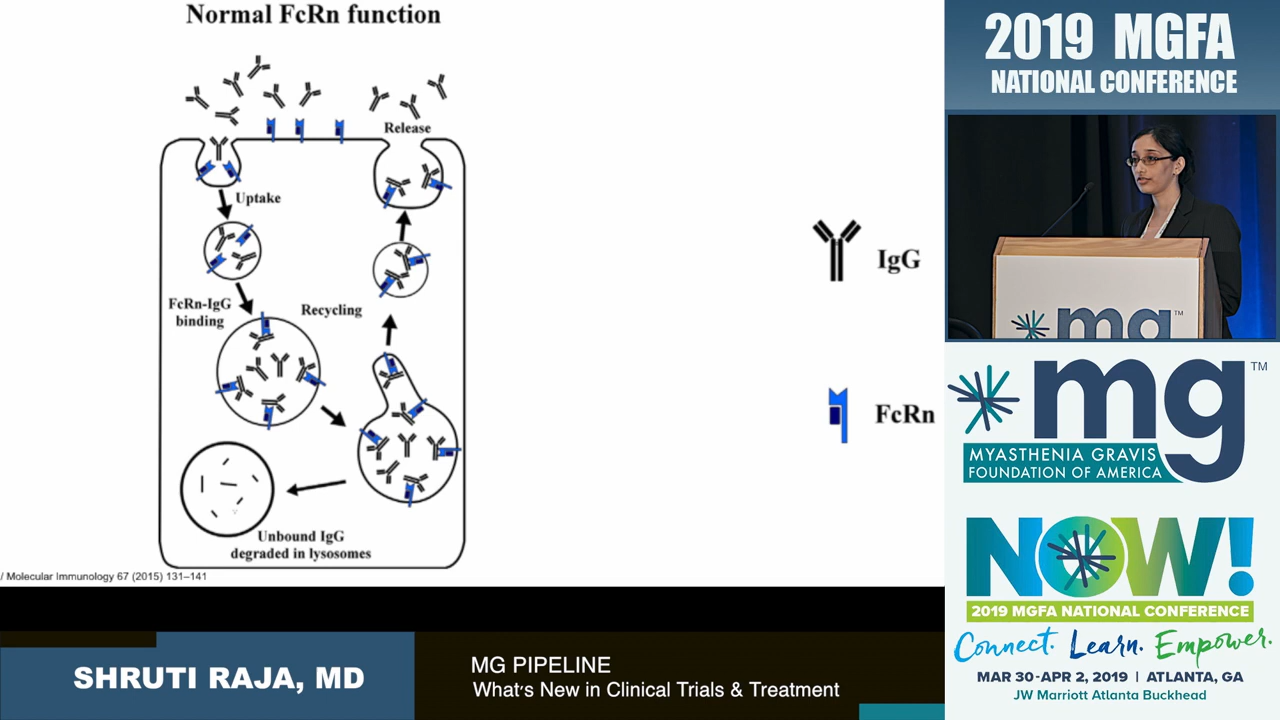 Normal FcRn function
Release
Uptake
FcRn-IgG
binding
Recycling
Unbound IgG
degraded in lysosomes
IgG
FcRn
/ Molecular Immunology 67 (2015) 131–141
2019 MGFA
NATIONAL CONFERENCE
mg™
mg™
MYASTHENIA GRAVIS
FOUNDATION OF AMERICA
NOW!
2019 MGFA NATIONAL CONFERENCE
Connect. Learn. Empower.
MAR 30-APR 2, 2019 | ATLANTA, GA
JW Marriott Atlanta Buckhead
SHRUTI RAJA, MD
MG PIPELINE
What's New in Clinical Trials & Treatment